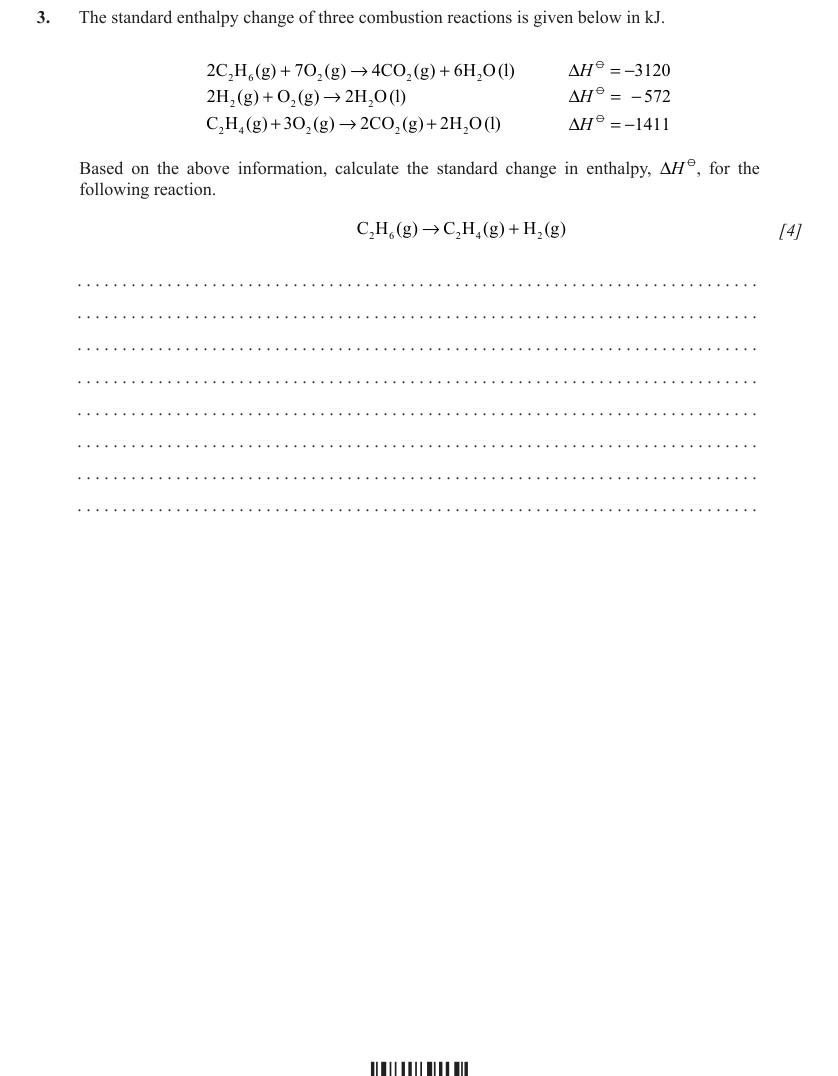 3. The standard enthalpy change of three combustion reactions is given below in kJ.
2C₂H₆(g) + 7O₂(g) → 4CO₂(g) + 6H₂O(l) ΔH⊖ = −3120
2H₂(g) + O₂(g) → 2H₂O(l) ΔH⊖ = −572
C₂H₄(g) + 3O₂(g) → 2CO₂(g) + 2H₂O(l) ΔH⊖ = −1411
Based on the above information, calculate the standard change in enthalpy, ΔH⊖, for the
following reaction.
C₂H₆(g) → C₂H₄(g) + H₂(g) [4]